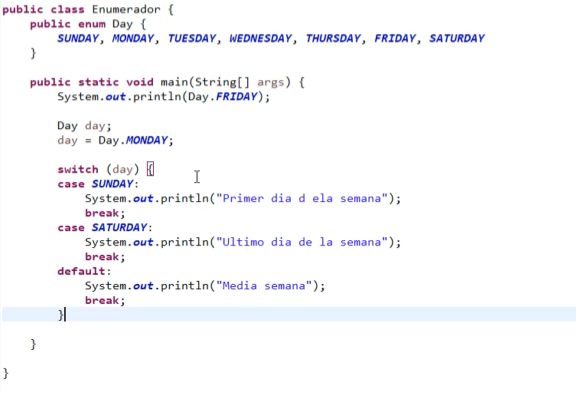 public class Enumerador {
    public enum Day {
        SUNDAY, MONDAY, TUESDAY, WEDNESDAY, THURSDAY, FRIDAY, SATURDAY
    }
    public static void main(String[] args) {
        System.out.println(Day.FRIDAY);
        Day day;
        day = Day.MONDAY;
        switch (day) {
        case SUNDAY:
            System.out.println("Primer dia d ela semana");
            break;
        case SATURDAY:
            System.out.println("Ultimo dia de la semana");
            break;
        default:
            System.out.println("Media semana");
            break;
        }
    }
}